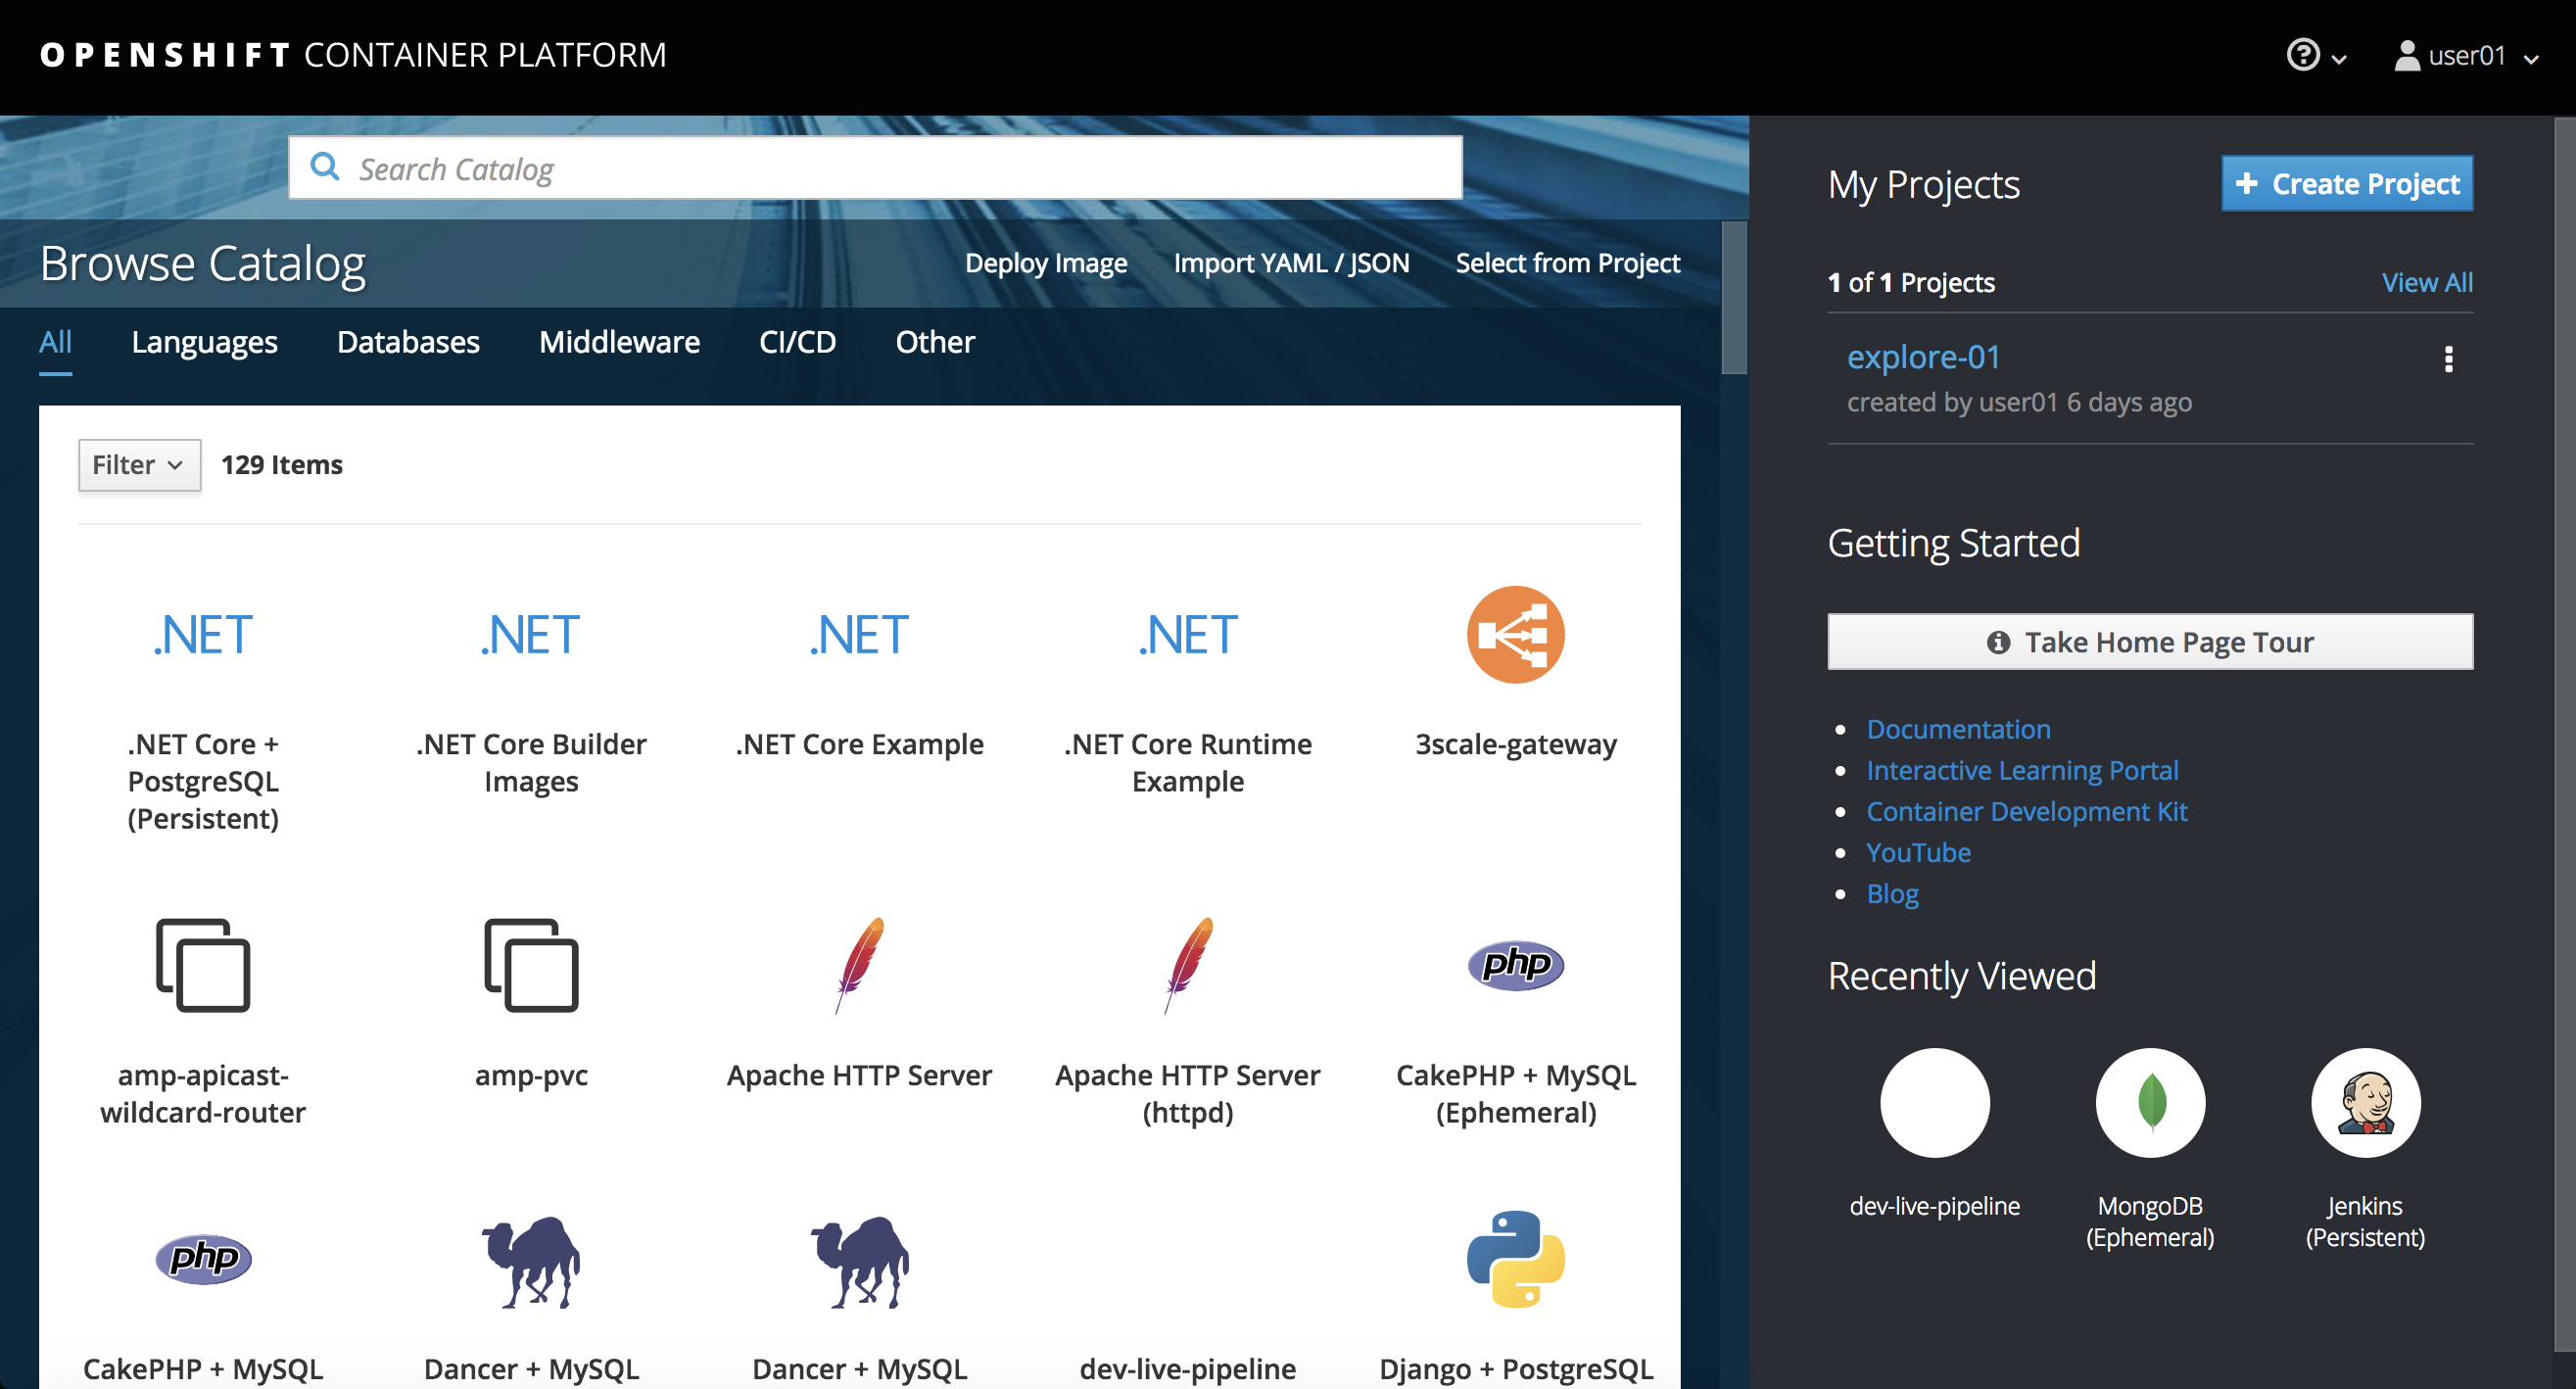 OPENSHIFT CONTAINER PLATFORM
user01
Search Catalog
Browse Catalog
Deploy Image
Import YAML / JSON
Select from Project
All
Languages
Databases
Middleware
CI/CD
Other
Filter
129 Items
.NET
.NET
.NET
.NET
.NET Core +
PostgreSQL
(Persistent)
.NET Core Builder
Images
.NET Core Example
.NET Core Runtime
Example
3scale-gateway
php
amp-apicast-
wildcard-router
amp-pvc
Apache HTTP Server
Apache HTTP Server
(httpd)
CakePHP + MySQL
(Ephemeral)
php
CakePHP + MySQL
Dancer + MySQL
Dancer + MySQL
dev-live-pipeline
Django + PostgreSQL
My Projects
Create Project
1 of 1 Projects
View All
explore-01
created by user01 6 days ago
Getting Started
Take Home Page Tour
Documentation
Interactive Learning Portal
Container Development Kit
YouTube
Blog
Recently Viewed
dev-live-pipeline
MongoDB
(Ephemeral)
Jenkins
(Persistent)